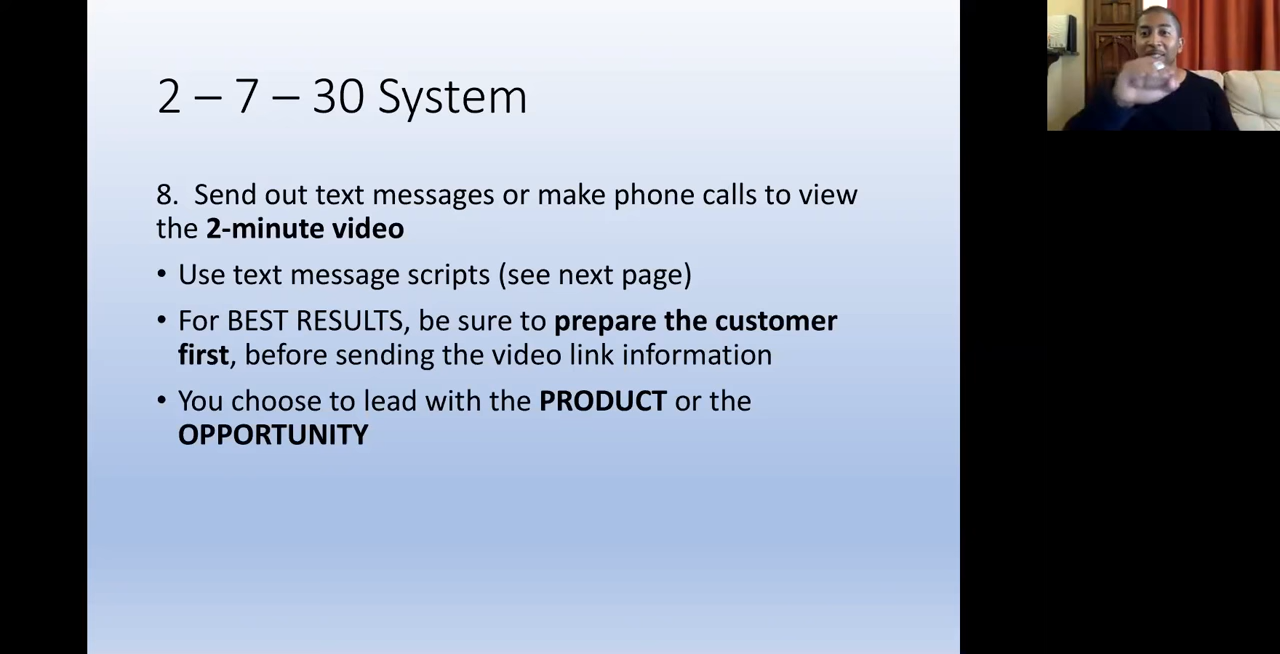 2 – 7 – 30 System
8. Send out text messages or make phone calls to view
the 2-minute video
• Use text message scripts (see next page)
• For BEST RESULTS, be sure to prepare the customer
first, before sending the video link information
• You choose to lead with the PRODUCT or the
OPPORTUNITY